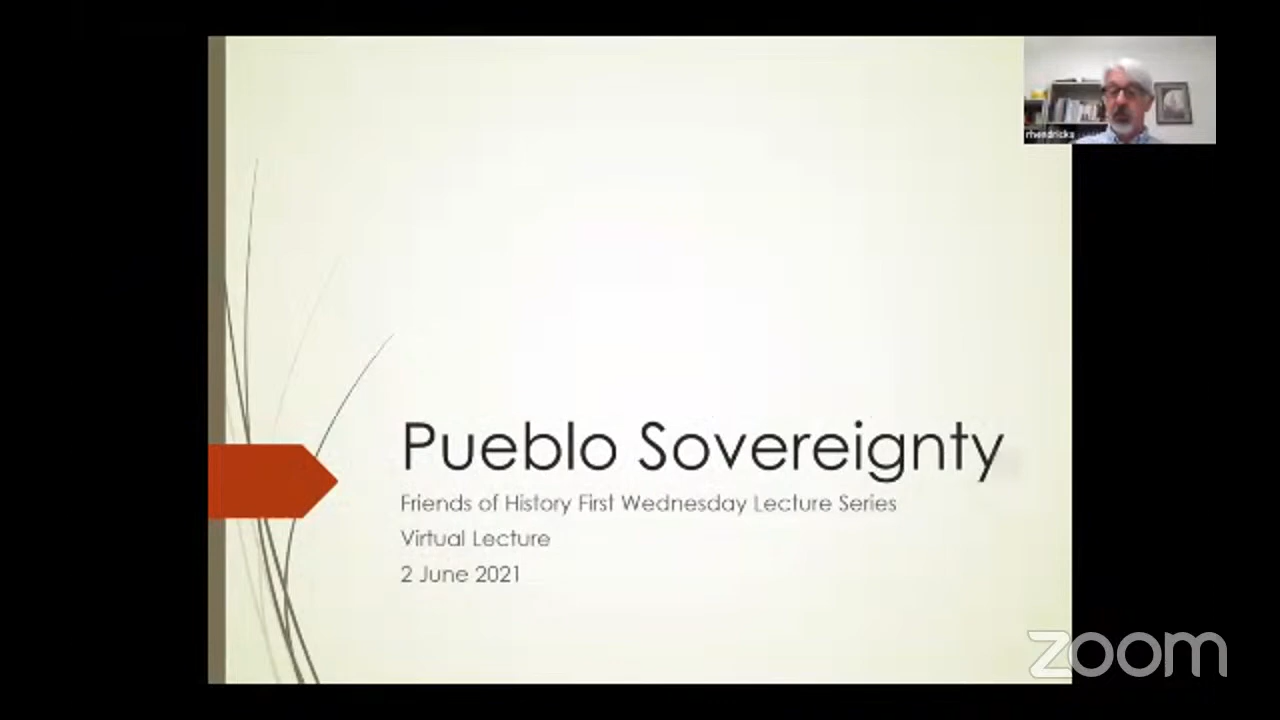 rhendricks
Pueblo Sovereignty
Friends of History First Wednesday Lecture Series
Virtual Lecture
2 June 2021
zoom